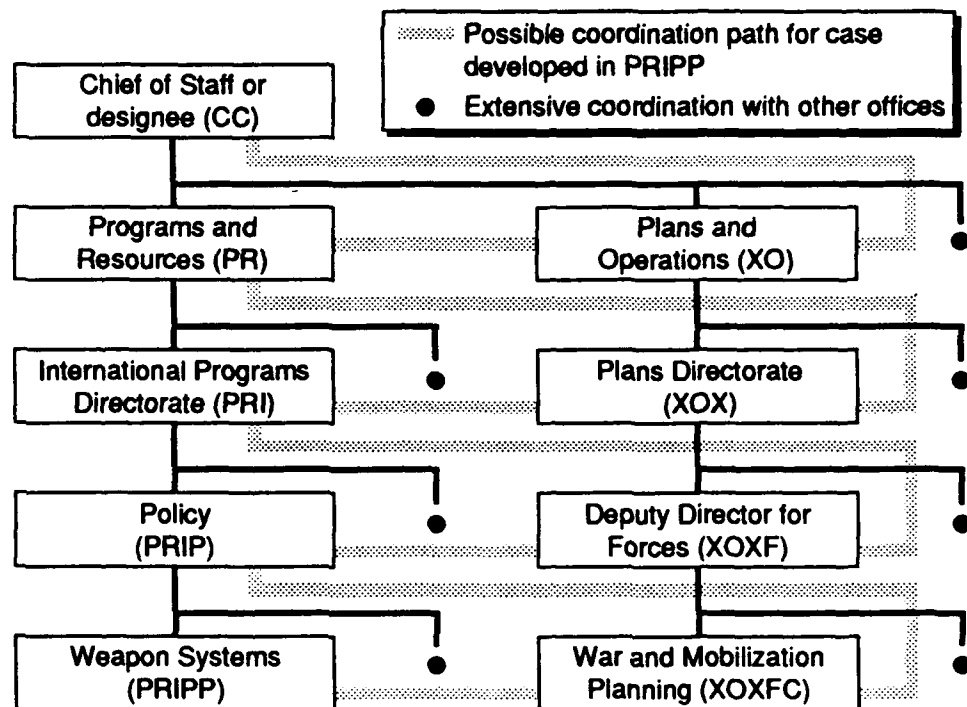 Possible coordination path for case
developed in PRIPP
Extensive coordination with other offices
Chief of Staff or
designee (CC)
Programs and
Resources (PR)
Plans and
Operations (XO)
International Programs
Directorate (PRI)
Plans Directorate
(XOX)
Policy
(PRIP)
Deputy Director for
Forces (XOXF)
Weapon Systems
(PRIPP)
War and Mobilization
Planning (XOXFC)